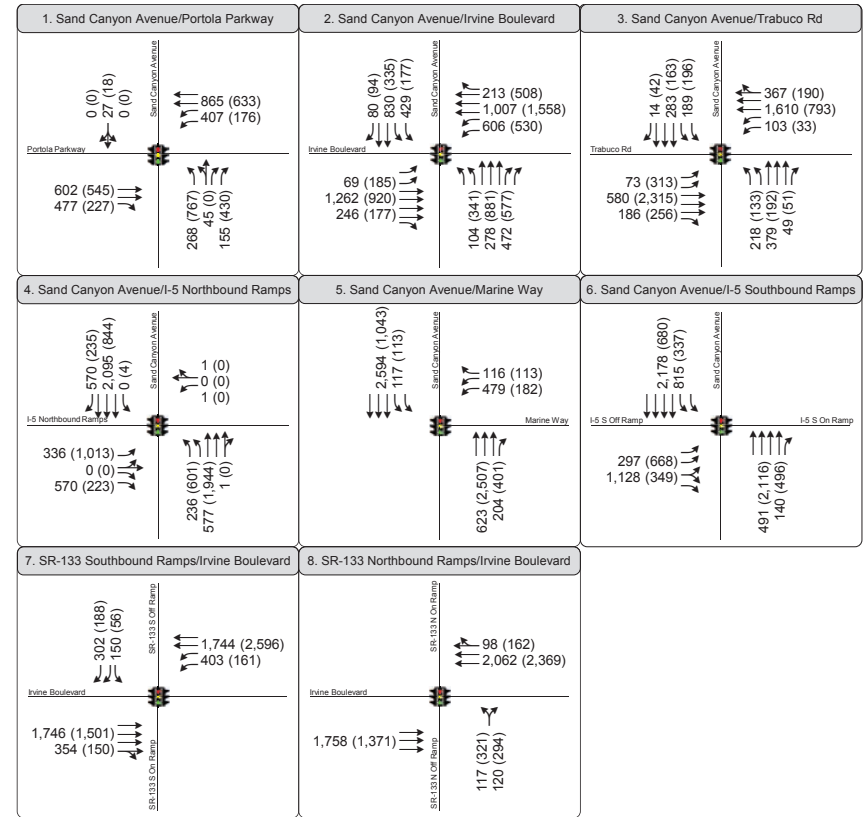 1. Sand Canyon Avenue/Portola Parkway
0 (0)
27 (18)
0 (0)
Sand Canyon Avenue
865 (633)
407 (176)
Portola Parkway
602 (545)
477 (227)
268 (767)
45 (0)
155 (430)
2. Sand Canyon Avenue/Irvine Boulevard
80 (94)
830 (335)
429 (177)
Sand Canyon Avenue
213 (508)
1,007 (1,558)
606 (530)
Irvine Boulevard
69 (185)
1,262 (920)
246 (177)
104 (341)
278 (881)
472 (577)
3. Sand Canyon Avenue/Trabuco Rd
14 (42)
283 (163)
189 (196)
Sand Canyon Avenue
367 (190)
1,610 (793)
103 (33)
Trabuco Rd
73 (313)
580 (2,315)
186 (256)
218 (133)
379 (192)
49 (51)
4. Sand Canyon Avenue/I-5 Northbound Ramps
570 (235)
2,095 (844)
0 (4)
Sand Canyon Avenue
1 (0)
0 (0)
1 (0)
I-5 Northbound Ramps
336 (1,013)
0 (0)
570 (223)
236 (601)
577 (1,944)
1 (0)
5. Sand Canyon Avenue/Marine Way
2,594 (1,043)
117 (113)
Sand Canyon Avenue
116 (113)
479 (182)
Marine Way
623 (2,507)
204 (401)
6. Sand Canyon Avenue/I-5 Southbound Ramps
2,178 (680)
815 (337)
Sand Canyon Avenue
I-5 S Off Ramp
I-5 S On Ramp
297 (668)
1,128 (349)
491 (2,116)
140 (496)
7. SR-133 Southbound Ramps/Irvine Boulevard
302 (188)
150 (56)
SR-133 S Off Ramp
1,744 (2,596)
403 (161)
Irvine Boulevard
1,746 (1,501)
354 (150)
SR-133 S On Ramp
8. SR-133 Northbound Ramps/Irvine Boulevard
SR-133 N On Ramp
98 (162)
2,062 (2,369)
Irvine Boulevard
1,758 (1,371)
SR-133 N Off Ramp
117 (321)
120 (294)